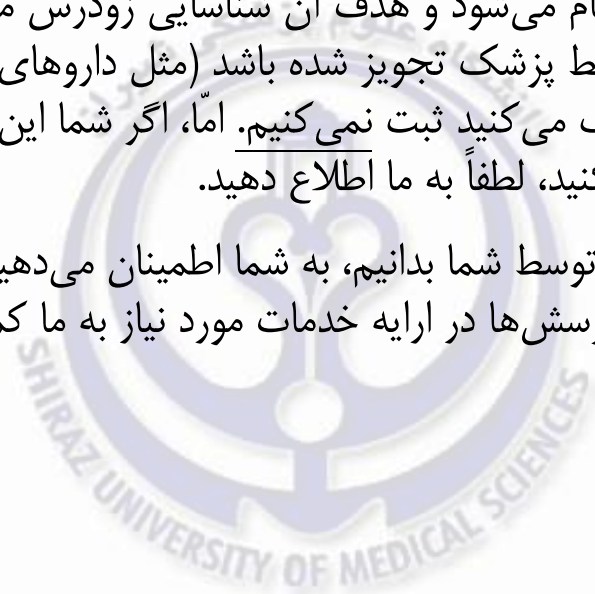 ام می‌شود و هدف آن شناسایی زودرس م
ط پزشک تجویز شده باشد (مثل داروهای
می‌کنید ثبت نمی‌کنیم. امّا، اگر شما این
کنید، لطفاً به ما اطلاع دهید.
توسط شما بدانیم، به شما اطمینان می‌دهی
سش‌ها در ارایه خدمات مورد نیاز به ما کم
SHIRAZ UNIVERSITY OF MEDICAL SCIENCES